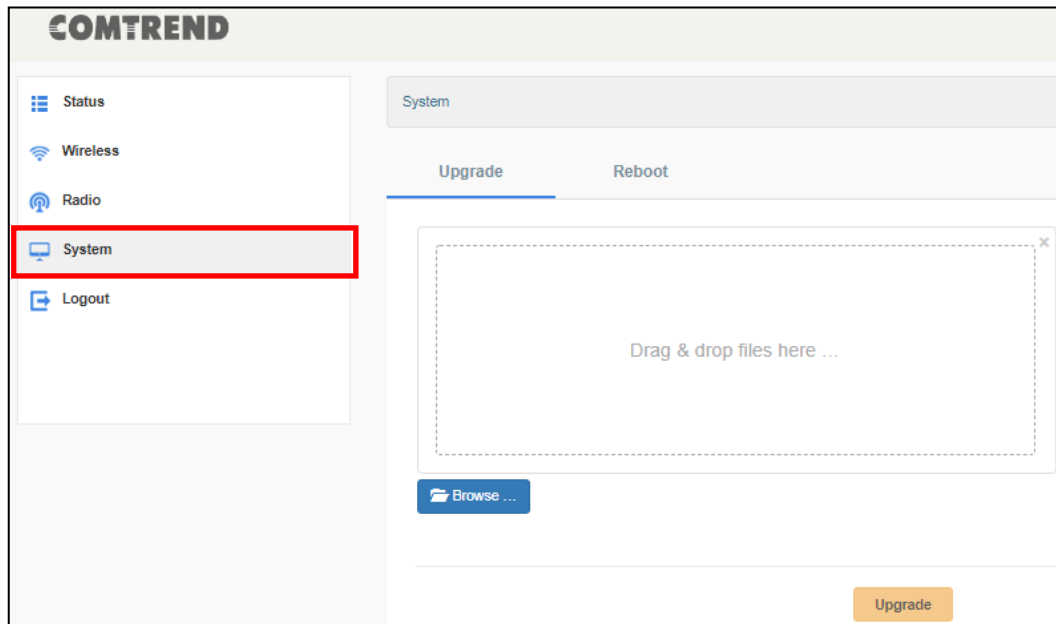 COMTREND
Status
Wireless
Radio
System
Logout
System
Upgrade Reboot
×
Drag & drop files here ...
Browse ...
Upgrade